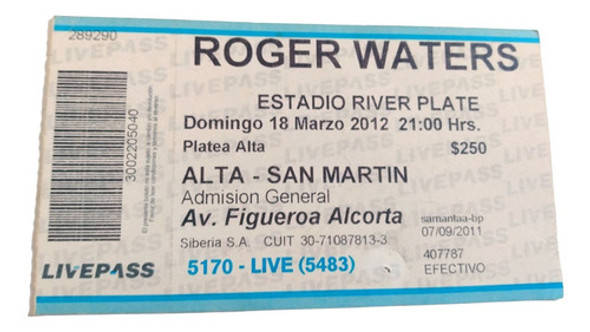 289290
ROGER WATERS
ESTADIO RIVER PLATE
Domingo 18 Marzo 2012 21:00 Hrs.
Platea Alta $250
ALTA - SAN MARTIN
Admision General
Av. Figueroa Alcorta
samantaa-bp
07/09/2011
Siberia S.A. CUIT 30-71087813-3
407787
5170 - LIVE (5483)
EFECTIVO
3002205040
LIVEPASS